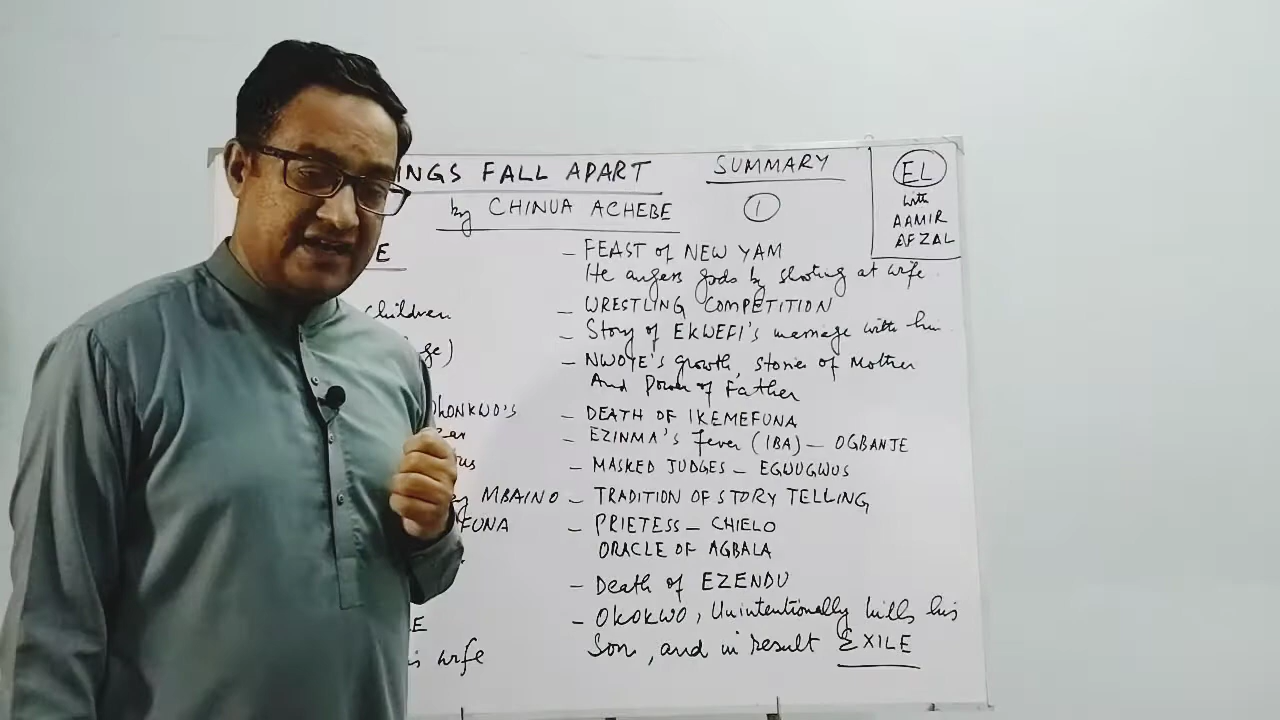 INGS FALL APART
SUMMARY
by CHINUA ACHEBE
1
EL
with
AAMIR
AFZAL
E
children
ge)
OKONKWO'S
MBAINO
FUNA
E
is wife
– FEAST of NEW YAM
He angers gods by shooting at wife.
– WRESTLING COMPETITION
– Story of EKWEFI's marriage with him
– NWOYE'S growth, stories of Mother
And Power of Father
– DEATH OF IKEMEFUNA
– EZINMA'S fever (IBA) – OGBANJE
– MASKED JUDGES – EGWUGWUS
– TRADITION OF STORY TELLING
– PRIETESS – CHIELO
ORACLE OF AGBALA
– Death of EZENDU
– OKOKWO, Unintentionally kills his
Son, and in result EXILE